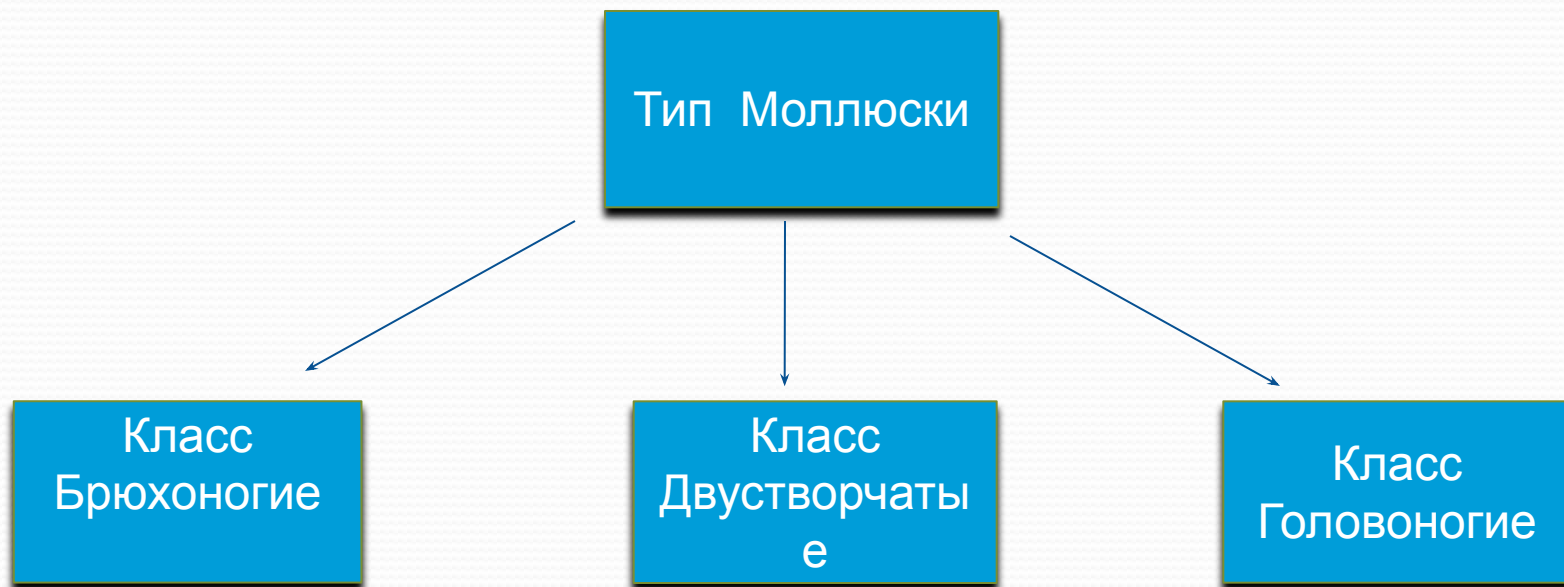 Тип Моллюски
Класс
Брюхоногие
Класс
Двустворчаты
е
Класс
Головоногие